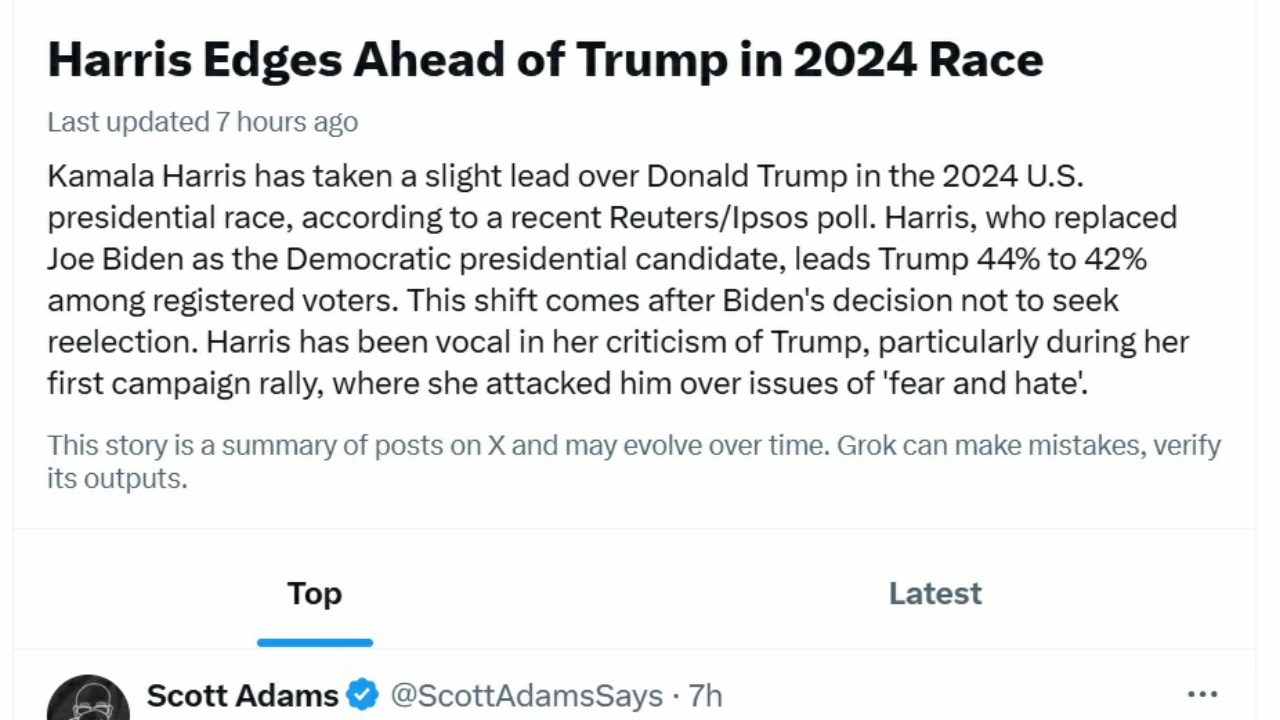 Harris Edges Ahead of Trump in 2024 Race
Last updated 7 hours ago
Kamala Harris has taken a slight lead over Donald Trump in the 2024 U.S.
presidential race, according to a recent Reuters/Ipsos poll. Harris, who replaced
Joe Biden as the Democratic presidential candidate, leads Trump 44% to 42%
among registered voters. This shift comes after Biden's decision not to seek
reelection. Harris has been vocal in her criticism of Trump, particularly during her
first campaign rally, where she attacked him over issues of 'fear and hate'.
This story is a summary of posts on X and may evolve over time. Grok can make mistakes, verify
its outputs.
Top Latest
Scott Adams @ScottAdamsSays · 7h